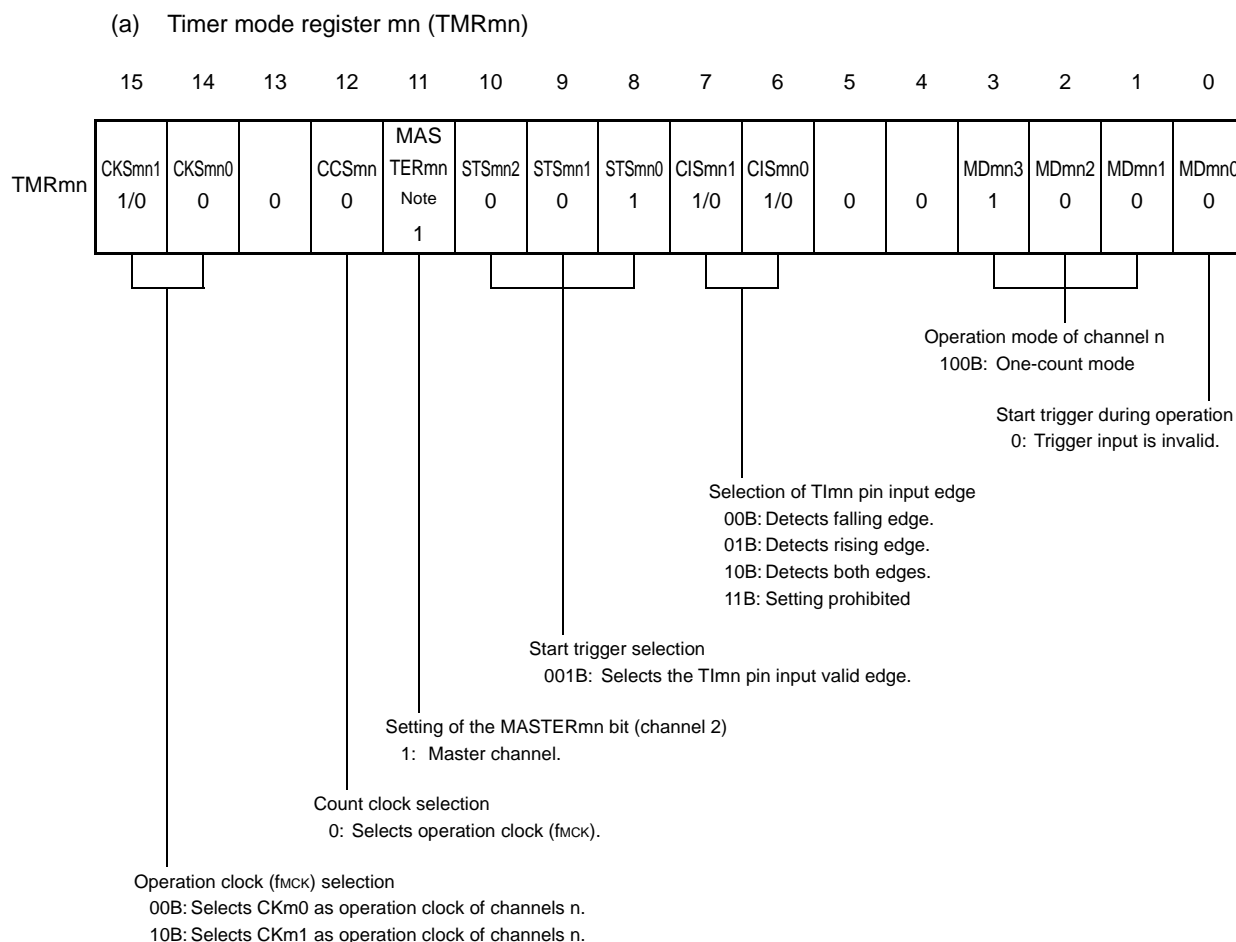 (a) Timer mode register mn (TMRmn)
15 14 13 12 11 10 9 8 7 6 5 4 3 2 1 0
TMRmn CKSmn1 CKSmn0 CCSmn MAS TERmn Note STSmn2 STSmn1 STSmn0 CISmn1 CISmn0 MDmn3 MDmn2 MDmn1 MDmn0
1/0 0 0 0 1 0 0 1 1/0 1/0 0 0 1 0 0 0
Operation mode of channel n
100B: One-count mode
Start trigger during operation
0: Trigger input is invalid.
Selection of TImn pin input edge
00B: Detects falling edge.
01B: Detects rising edge.
10B: Detects both edges.
11B: Setting prohibited
Start trigger selection
001B: Selects the TImn pin input valid edge.
Setting of the MASTERmn bit (channel 2)
1: Master channel.
Count clock selection
0: Selects operation clock (fMCK).
Operation clock (fMCK) selection
00B: Selects CKm0 as operation clock of channels n.
10B: Selects CKm1 as operation clock of channels n.